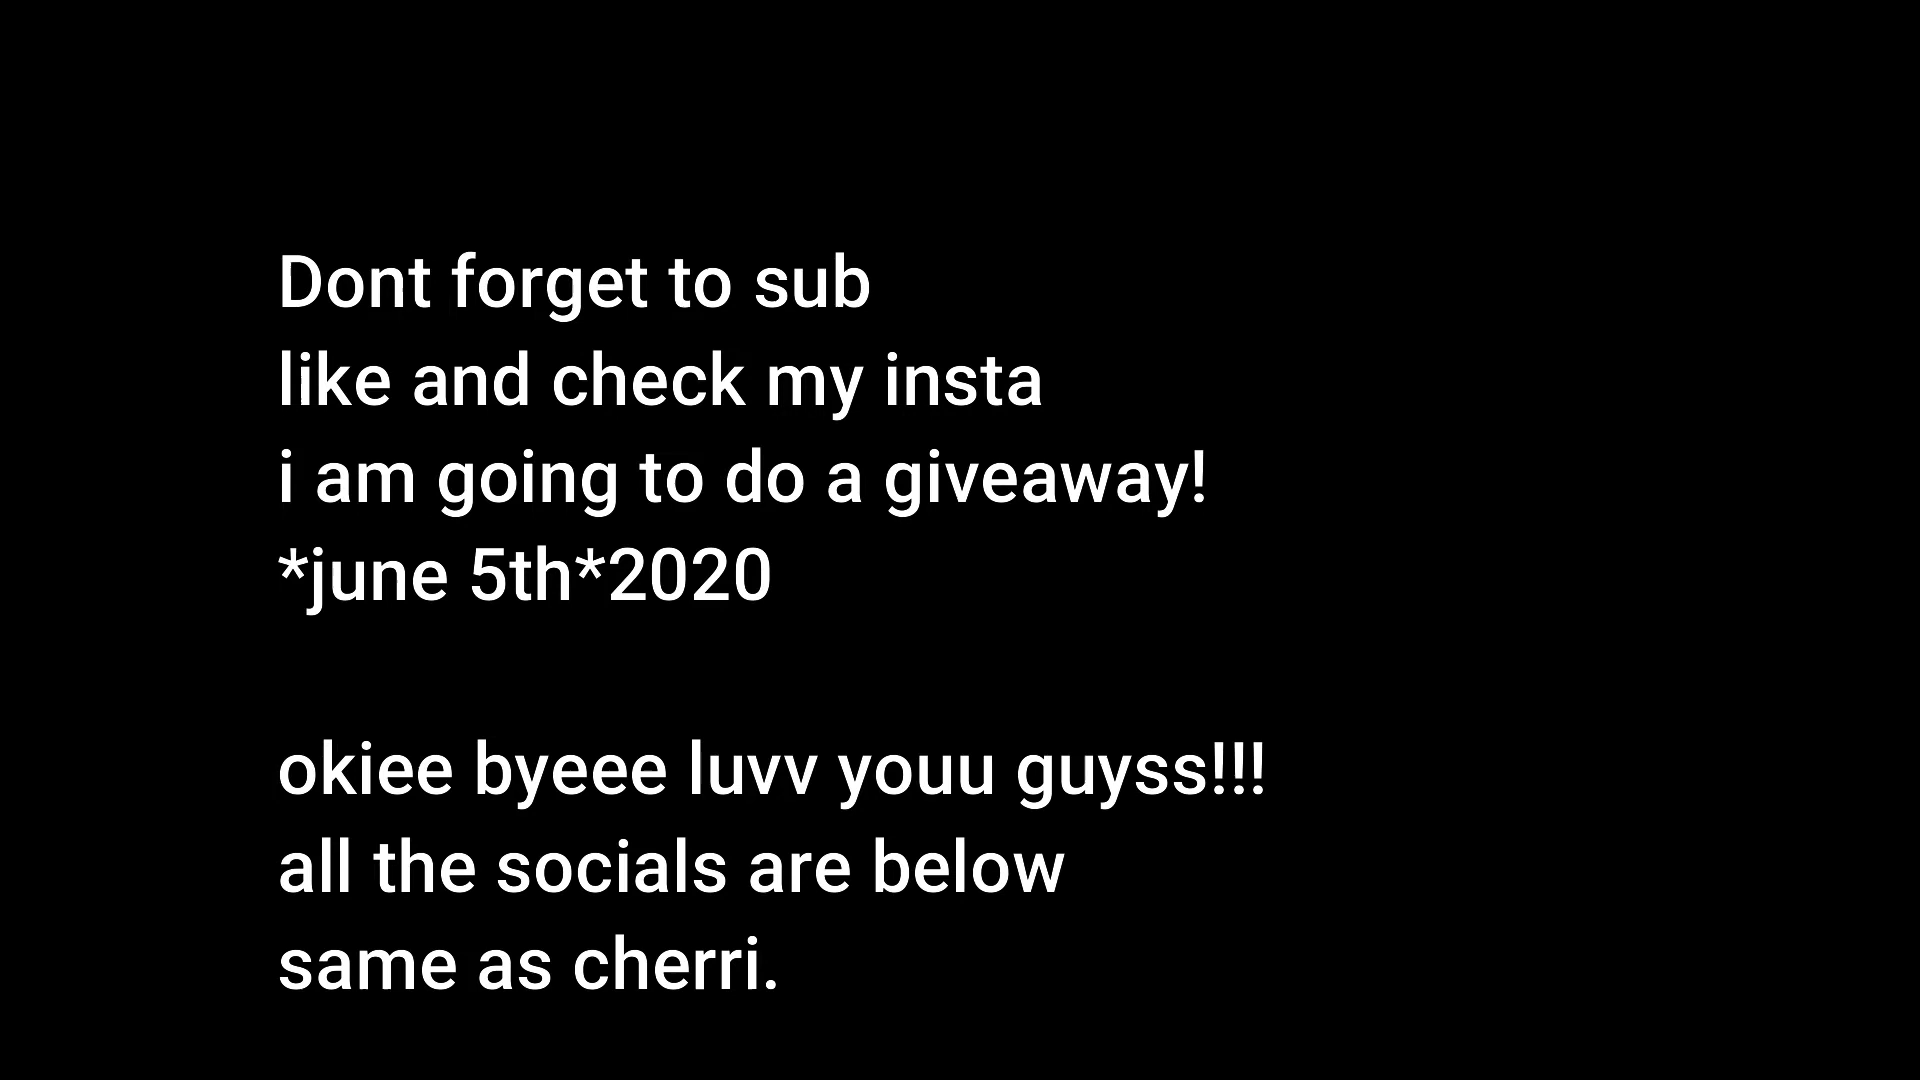 Dont forget to sub
like and check my insta
i am going to do a giveaway!
*june 5th*2020
okiee byeee luvv youu guyss!!!
all the socials are below
same as cherri.